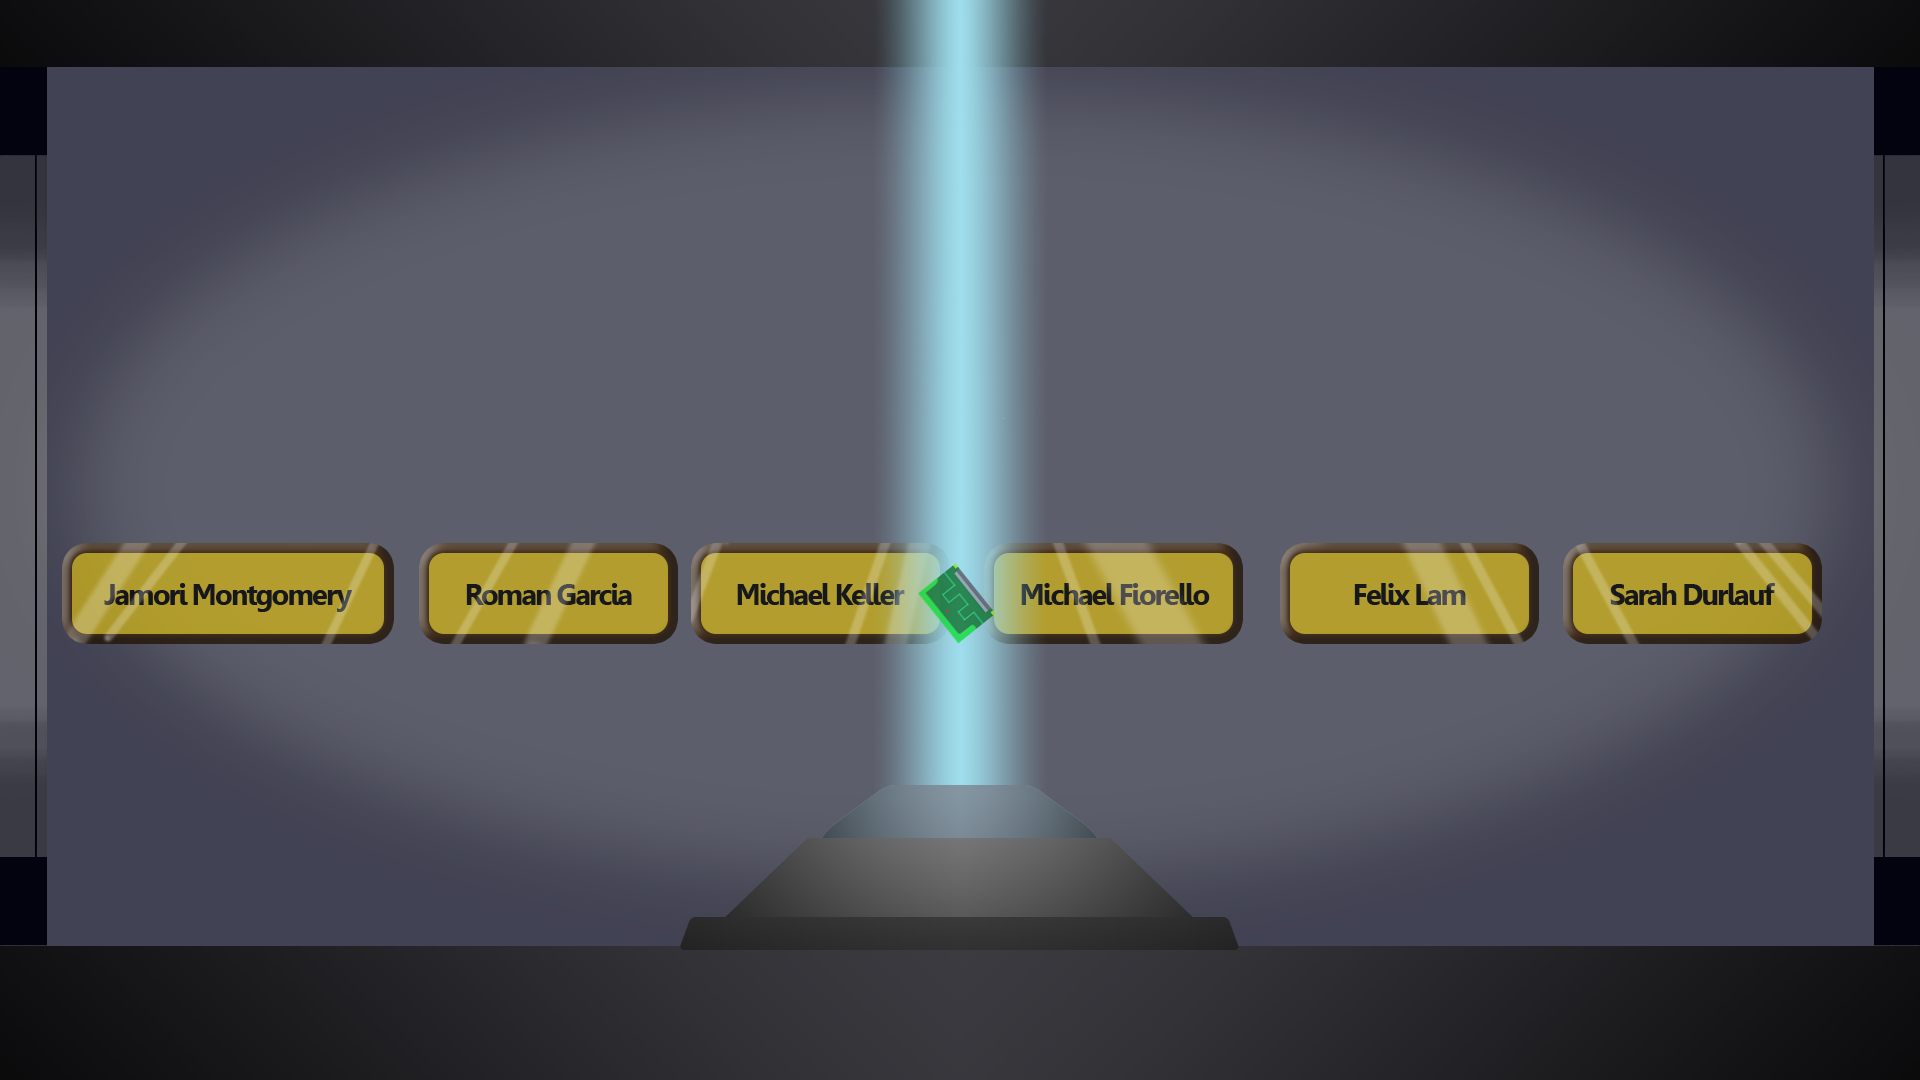 Jamori Montgomery
Roman Garcia
Michael Keller
Michael Fiorello
Felix Lam
Sarah Durlauf